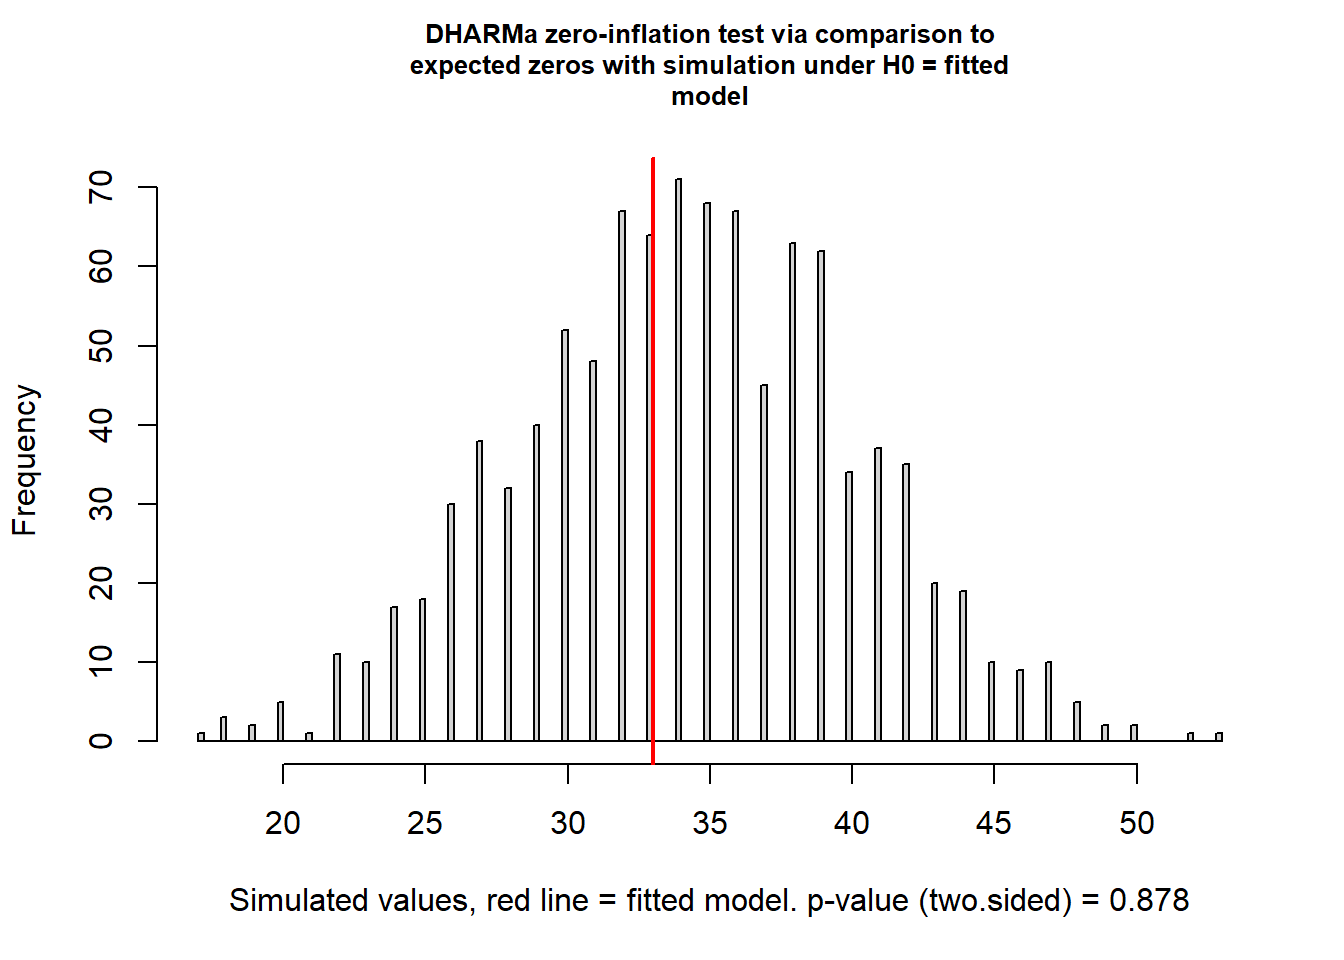 DHARMa zero-inflation test via comparison to
expected zeros with simulation under H0 = fitted
model
Frequency
70
60
50
40
30
20
10
0
20 25 30 35 40 45 50
Simulated values, red line = fitted model. p-value (two.sided) = 0.878